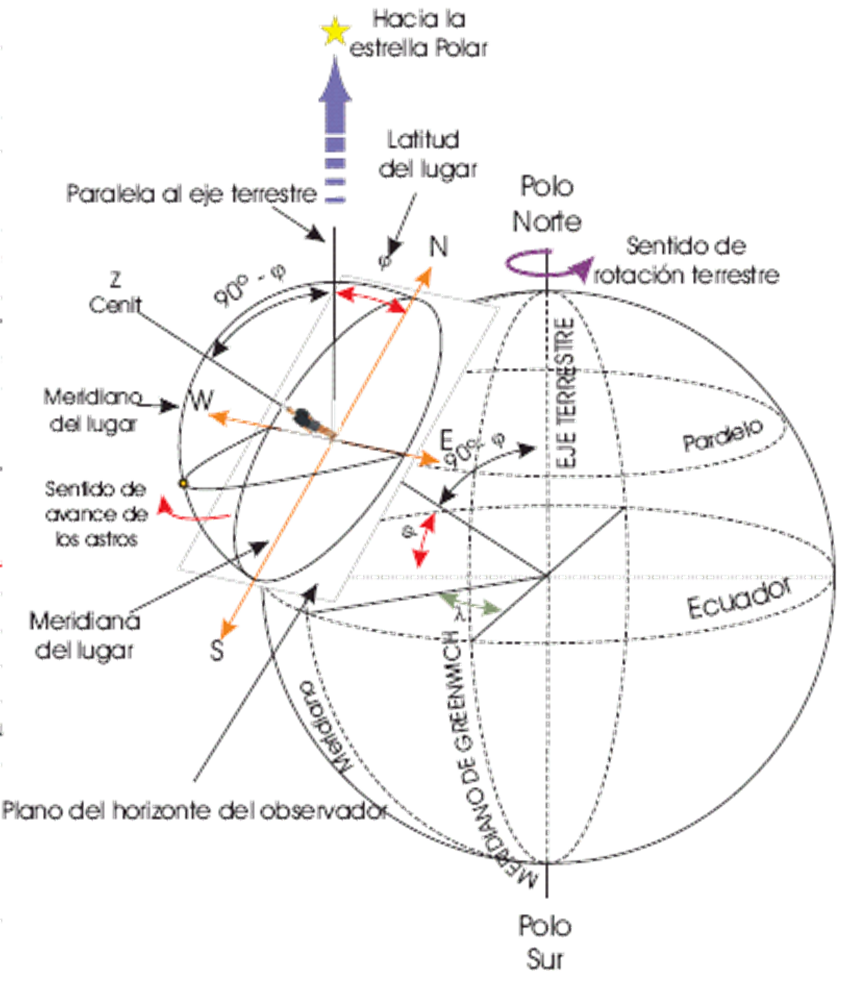 Hacia la
estrella Polar
Latitud
del lugar
Paralela al eje terrestre
Polo
Norte
φ
N
Sentido de
rotación terrestre
90º - φ
Z
Cenit
EJE TERRESTRE
Meridiano
del lugar
W
E
90º- φ
Paralelo
Sentido de
avance de
los astros
φ
Ecuador
λ
Meridiana
del lugar
S
MERIDIANO DE GREENWICH
Meridiano
Plano del horizonte del observador
Polo
Sur